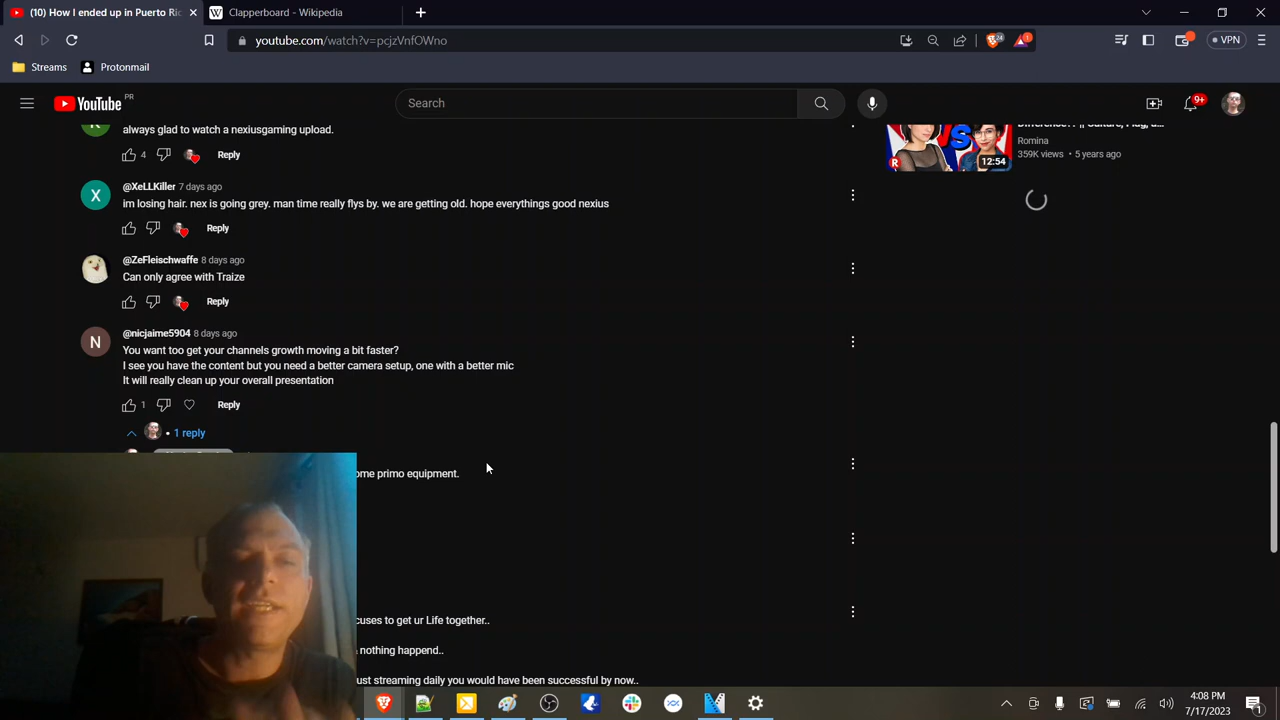 (10) How I ended up in Puerto Ric
Clapperboard - Wikipedia
youtube.com/watch?v=pcjzVnfOWno
24
1
VPN
Streams
Protonmail
YouTube PR
Search
9+
always glad to watch a nexiusgaming upload.
4
Reply
Romina
359K views • 5 years ago
12:54
@XeLLKiller 7 days ago
im losing hair. nex is going grey. man time really flys by. we are getting old. hope everythings good nexius
Reply
@ZeFleischwaffe 8 days ago
Can only agree with Traize
Reply
@nicjaime5904 8 days ago
You want too get your channels growth moving a bit faster?
I see you have the content but you need a better camera setup, one with a better mic
It will really clean up your overall presentation
1
Reply
• 1 reply
primo equipment.
to get ur Life together..
nothing happend..
streaming daily you would have been successful by now..
4:08 PM
7/17/2023